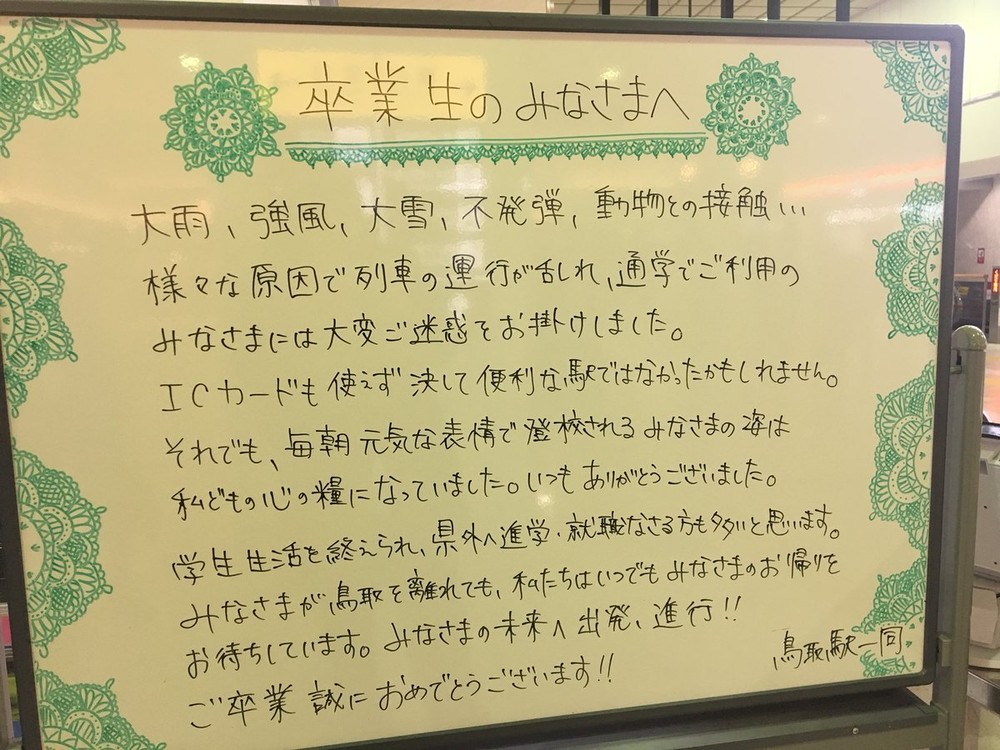 卒業生のみなさまへ
大雨、強風、大雪、不発弾、動物との接触…
様々な原因で列車の運行が乱れ、通学でご利用の
みなさまには大変ご迷惑をお掛けしました。
ICカードも使えず決して便利な駅ではなかったかもしれません。
それでも、毎朝元気な表情で登校されるみなさまの姿は
私どもの心の糧になっていました。いつもありがとうございました。
学生生活を終えられ、県外へ進学・就職なさる方も多いと思います。
みなさまが鳥取を離れても、私たちはいつでもみなさまのお帰りを
お待ちしています。みなさまの未来へ出発、進行!!
ご卒業誠におめでとうございます!!
鳥取駅一同